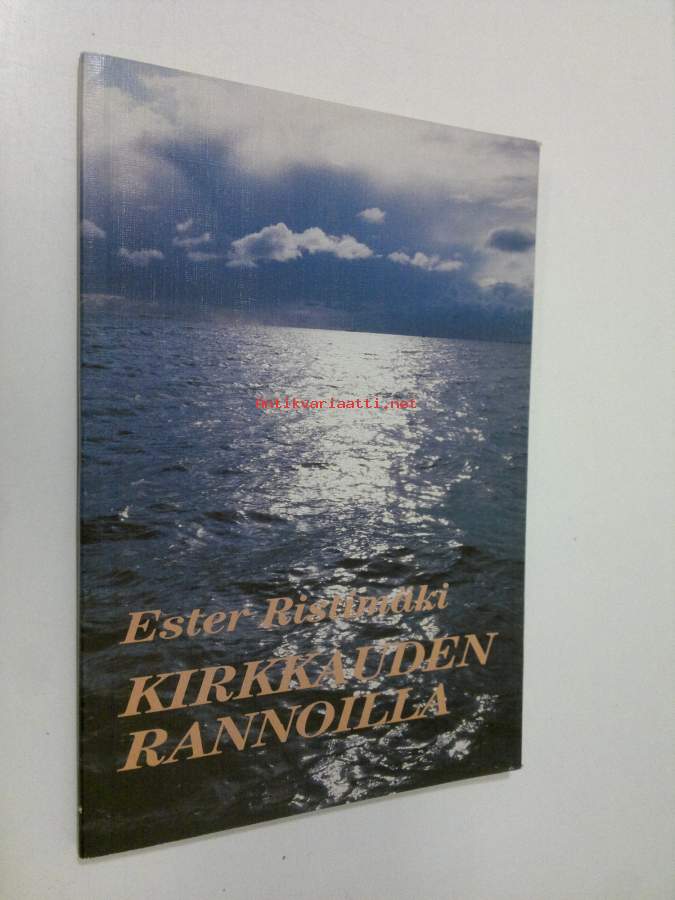 antikvariaatti.net
Ester Ristimäki
KIRKKAUDEN
RANNOILLA